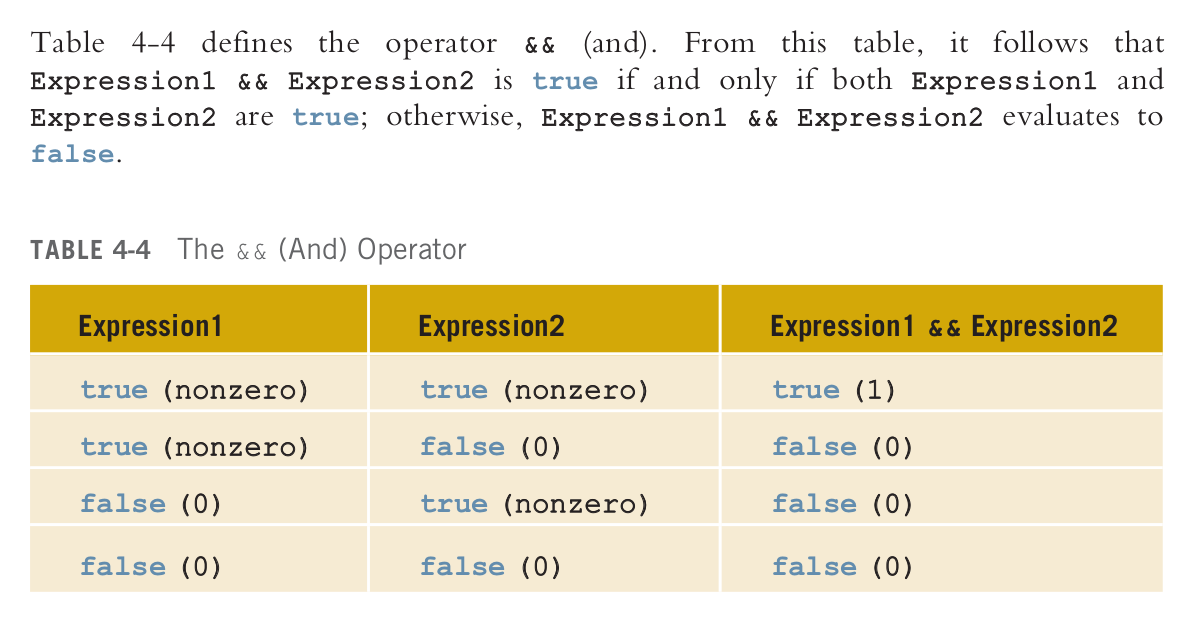 Table 4-4 defines the operator && (and). From this table, it follows that
Expression1 && Expression2 is true if and only if both Expression1 and
Expression2 are true; otherwise, Expression1 && Expression2 evaluates to
false.
TABLE 4-4 The && (And) Operator
Expression1 Expression2 Expression1 && Expression2
true (nonzero) true (nonzero) true (1)
true (nonzero) false (0) false (0)
false (0) true (nonzero) false (0)
false (0) false (0) false (0)